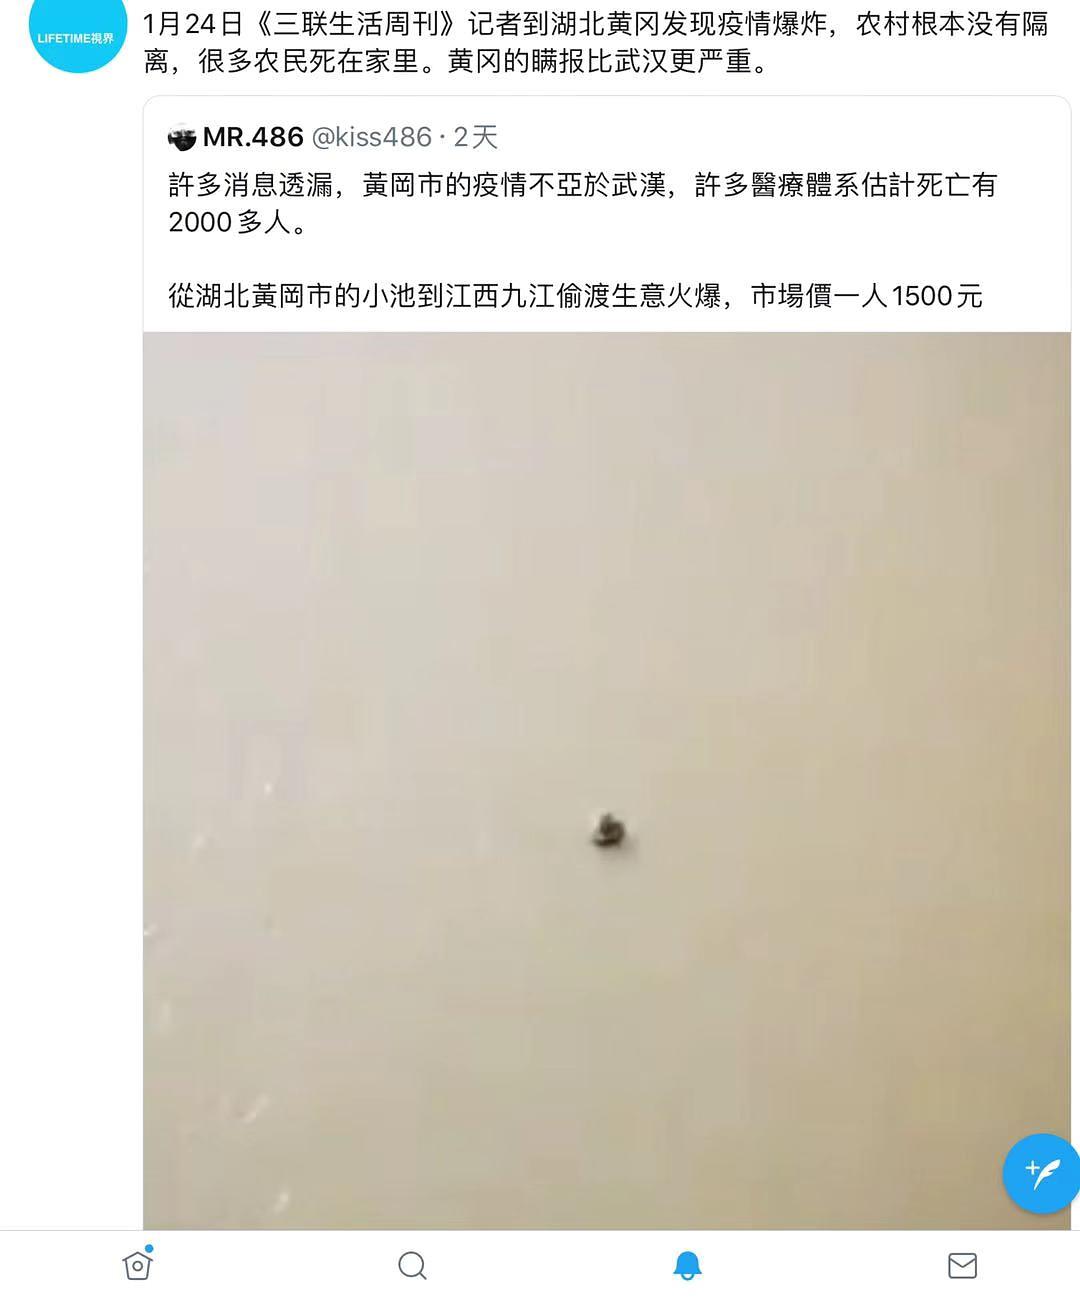 LIFETIME視界
1月24日《三联生活周刊》记者到湖北黄冈发现疫情爆炸，农村根本没有隔
离，很多农民死在家里。黄冈的瞒报比武汉更严重。
MR.486 @kiss486 · 2天
許多消息透漏，黃岡市的疫情不亞於武漢，許多醫療體系估計死亡有
2000多人。
從湖北黃岡市的小池到江西九江偷渡生意火爆，市場價一人1500元